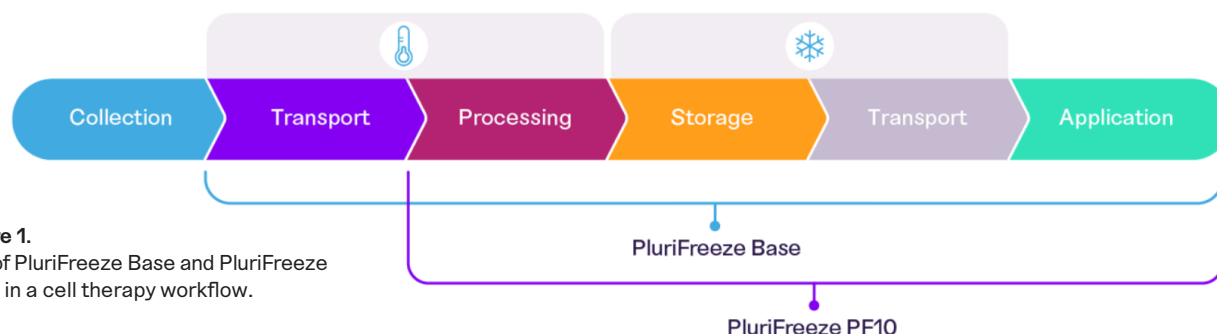 Collection
Transport
Processing
Storage
Transport
Application
PluriFreeze Base
e 1.
of PluriFreeze Base and PluriFreeze
in a cell therapy workflow.
PluriFreeze PF10